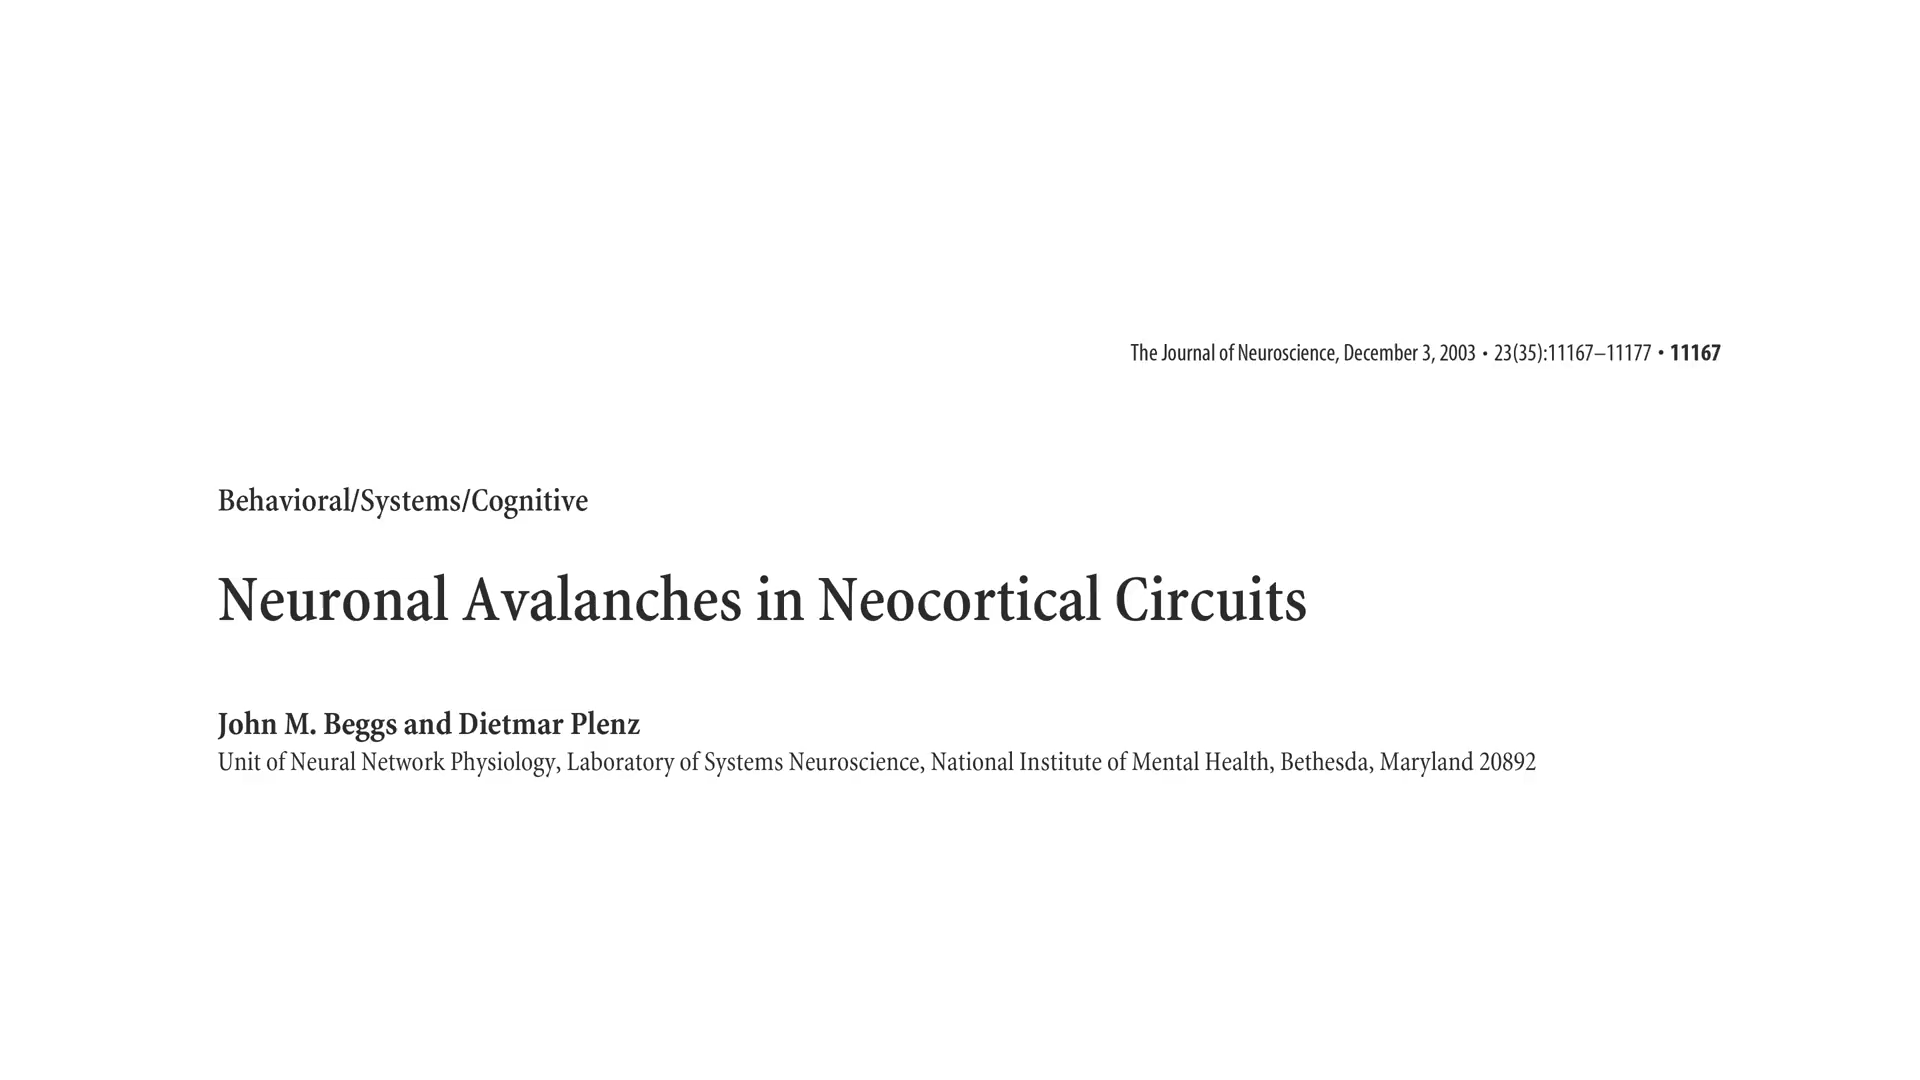 The Journal of Neuroscience, December 3, 2003 • 23(35):11167–11177 • 11167
Behavioral/Systems/Cognitive
Neuronal Avalanches in Neocortical Circuits
John M. Beggs and Dietmar Plenz
Unit of Neural Network Physiology, Laboratory of Systems Neuroscience, National Institute of Mental Health, Bethesda, Maryland 20892